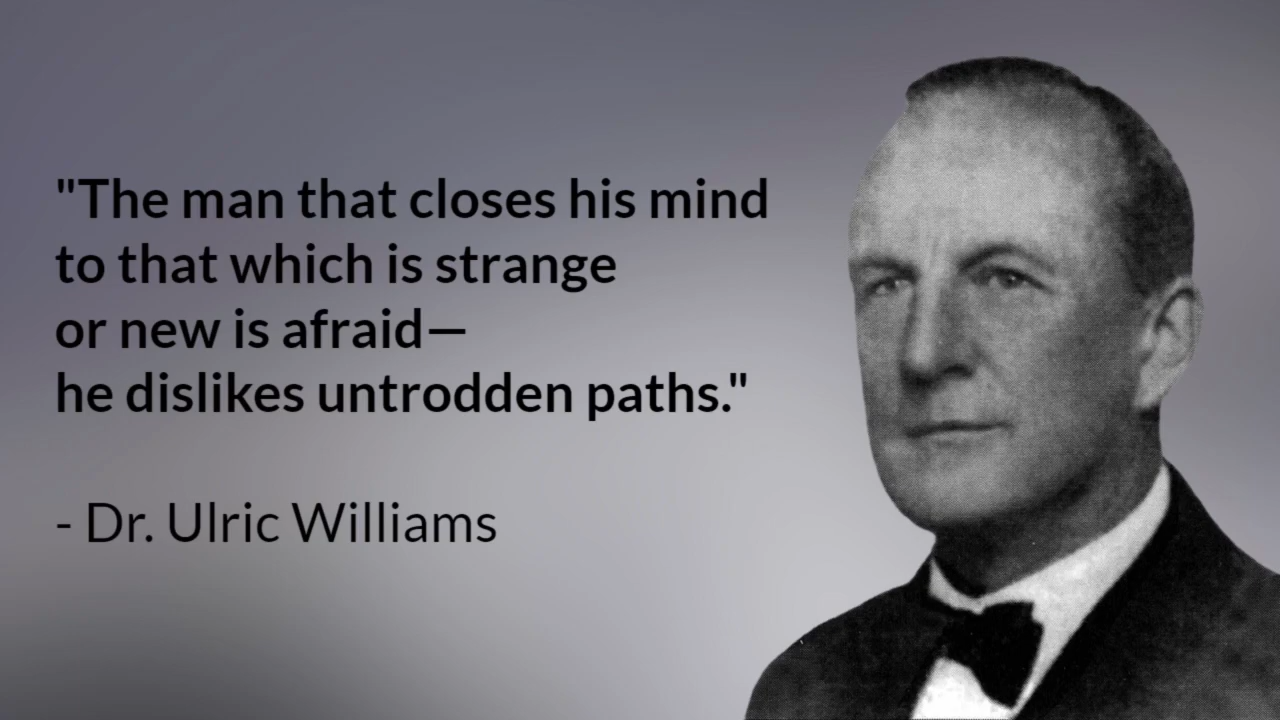 "The man that closes his mind
to that which is strange
or new is afraid—
he dislikes untrodden paths."
- Dr. Ulric Williams